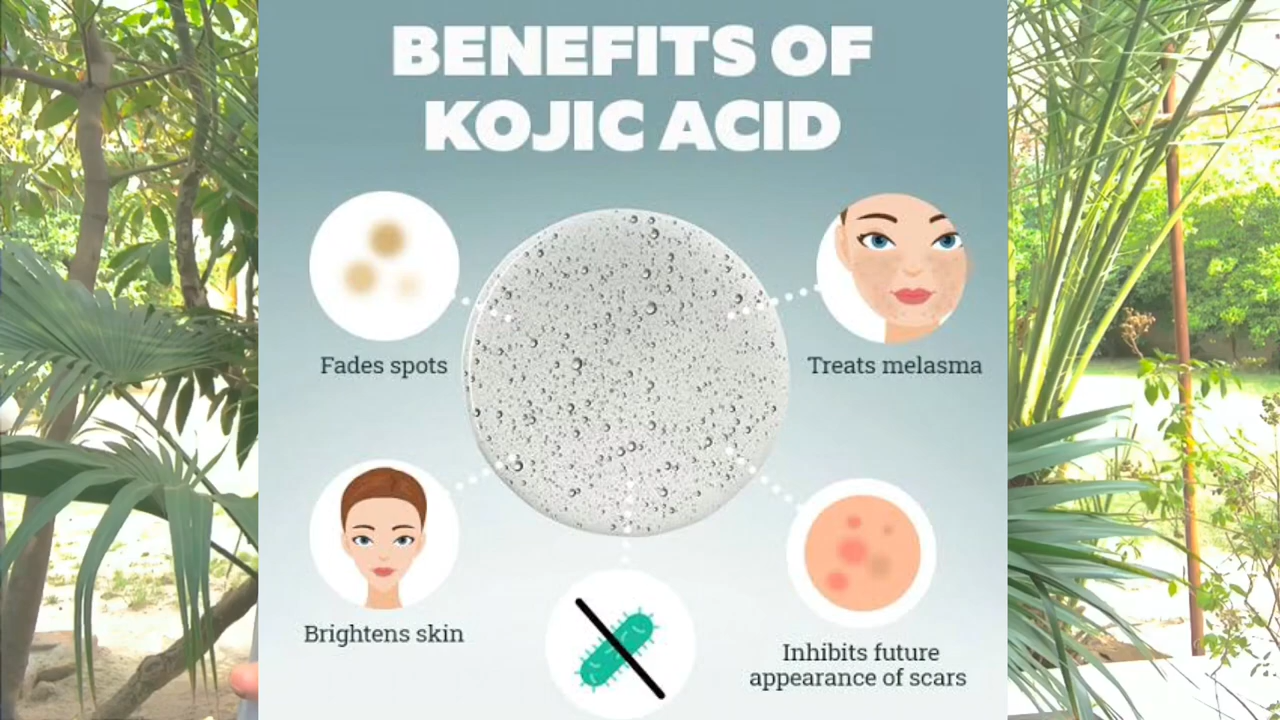 BENEFITS OF
KOJIC ACID
Fades spots
Treats melasma
Brightens skin
Inhibits future
appearance of scars